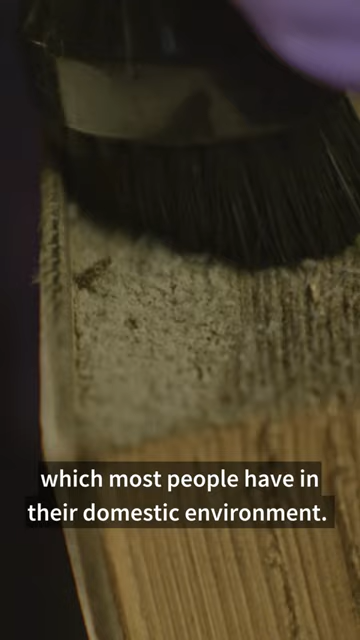 which most people have in
their domestic environment.